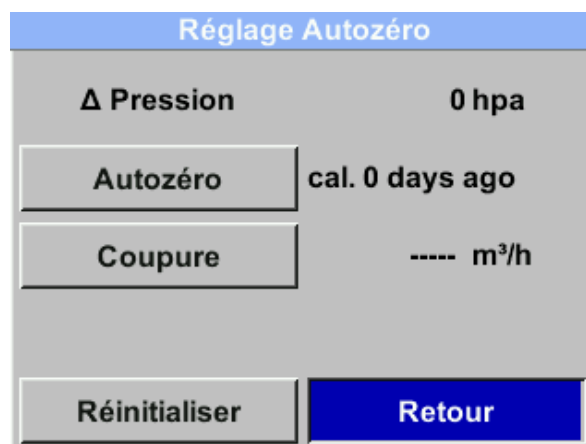 Réglage Autozéro
Δ Pression 0 hpa
Autozéro cal. 0 days ago
Coupure ----- m³/h
Réinitialiser Retour